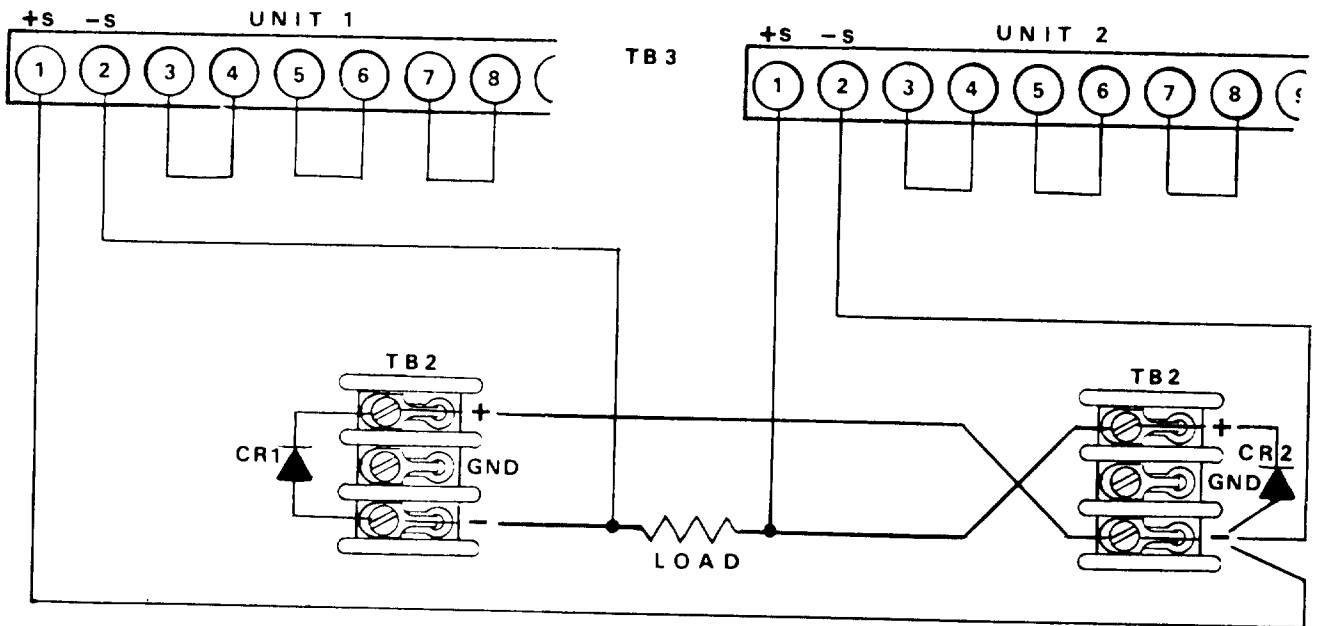 +S -S UNIT 1
1 2 3 4 5 6 7 8
TB3
+S -S UNIT 2
1 2 3 4 5 6 7 8
TB2
+
CR1
GND
-
LOAD
TB2
+
CR2
GND
-